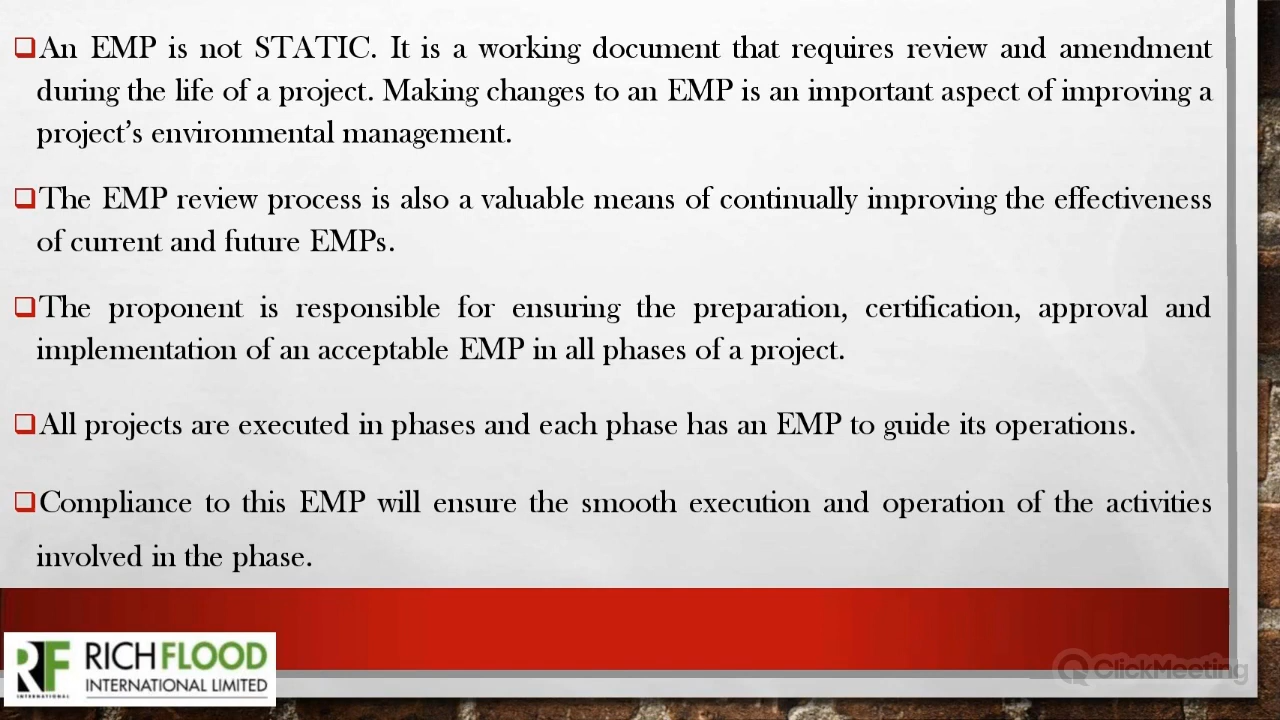 An EMP is not STATIC. It is a working document that requires review and amendment
during the life of a project. Making changes to an EMP is an important aspect of improving a
project's environmental management.
The EMP review process is also a valuable means of continually improving the effectiveness
of current and future EMPs.
The proponent is responsible for ensuring the preparation, certification, approval and
implementation of an acceptable EMP in all phases of a project.
All projects are executed in phases and each phase has an EMP to guide its operations.
Compliance to this EMP will ensure the smooth execution and operation of the activities
involved in the phase.
RF
INTERNATIONAL
RICHFLOOD
INTERNATIONAL LIMITED
ClickMeeting